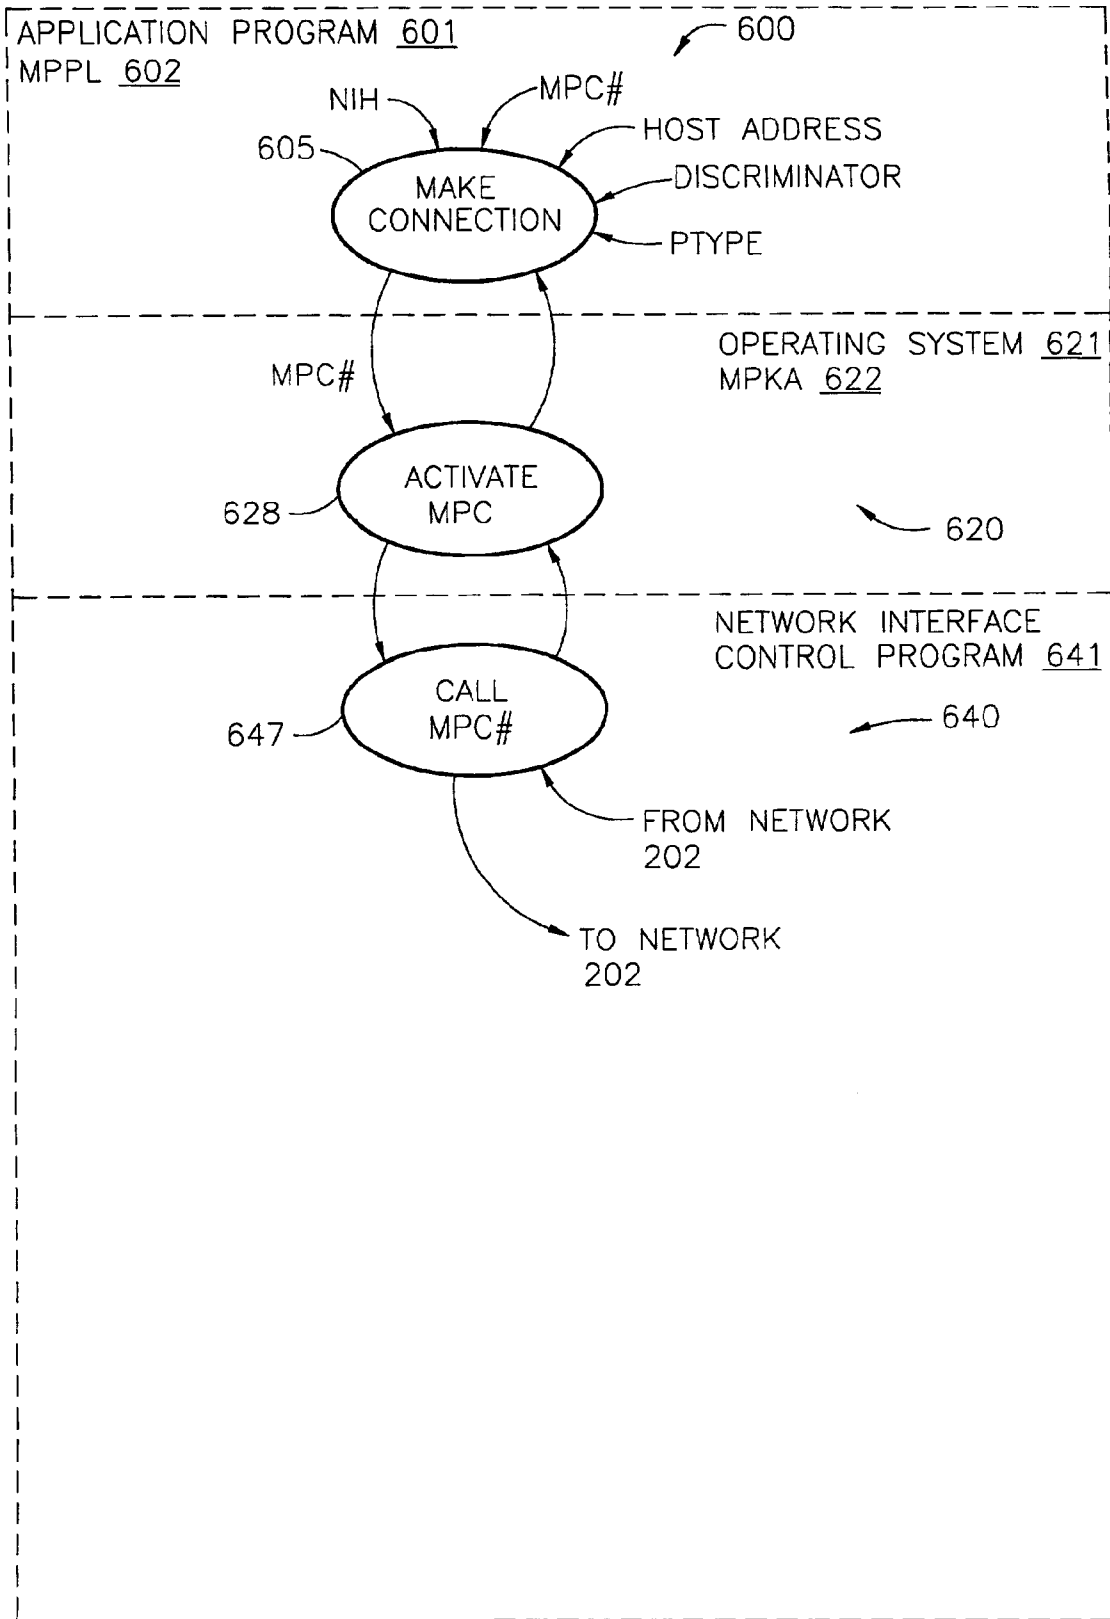 APPLICATION PROGRAM 601
MPPL 602
600
NIH
MPC#
HOST ADDRESS
605
DISCRIMINATOR
MAKE
CONNECTION
PTYPE
OPERATING SYSTEM 621
MPKA 622
MPC#
ACTIVATE
MPC
628
620
NETWORK INTERFACE
CONTROL PROGRAM 641
CALL
MPC#
647
640
FROM NETWORK
202
TO NETWORK
202